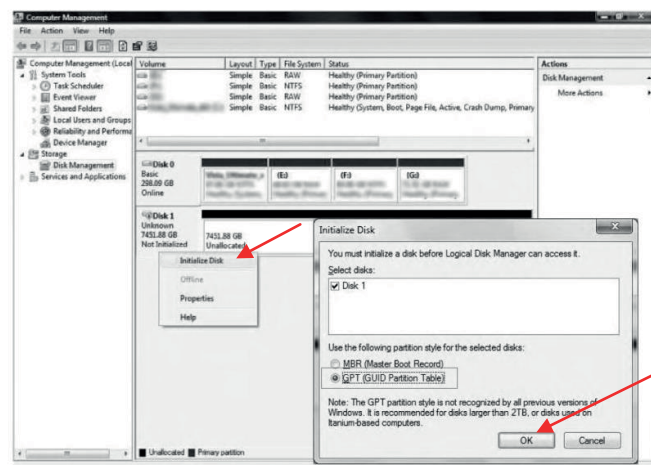 Computer Management
File Action View Help
Computer Management (Local
System Tools
Task Scheduler
Event Viewer
Shared Folders
Local Users and Groups
Reliability and Performa
Device Manager
Storage
Disk Management
Services and Applications
Volume Layout Type File System Status
Simple Basic RAW Healthy (Primary Partition)
Simple Basic NTFS Healthy (Primary Partition)
Simple Basic RAW Healthy (Primary Partition)
Simple Basic NTFS Healthy (System, Boot, Page File, Active, Crash Dump, Primary
Actions
Disk Management
More Actions
Disk 0
Basic
298.09 GB
Online
(E:)
(F:)
(G:)
Disk 1
Unknown
7451.88 GB
Not Initialized
7451.88 GB
Unallocated
Initialize Disk
Offline
Properties
Help
Initialize Disk
You must initialize a disk before Logical Disk Manager can access it.
Select disks:
Disk 1
Use the following partition style for the selected disks:
MBR (Master Boot Record)
GPT (GUID Partition Table)
Note: The GPT partition style is not recognized by all previous versions of
Windows. It is recommended for disks larger than 2TB, or disks used on
Itanium-based computers.
OK Cancel
Unallocated Primary partition